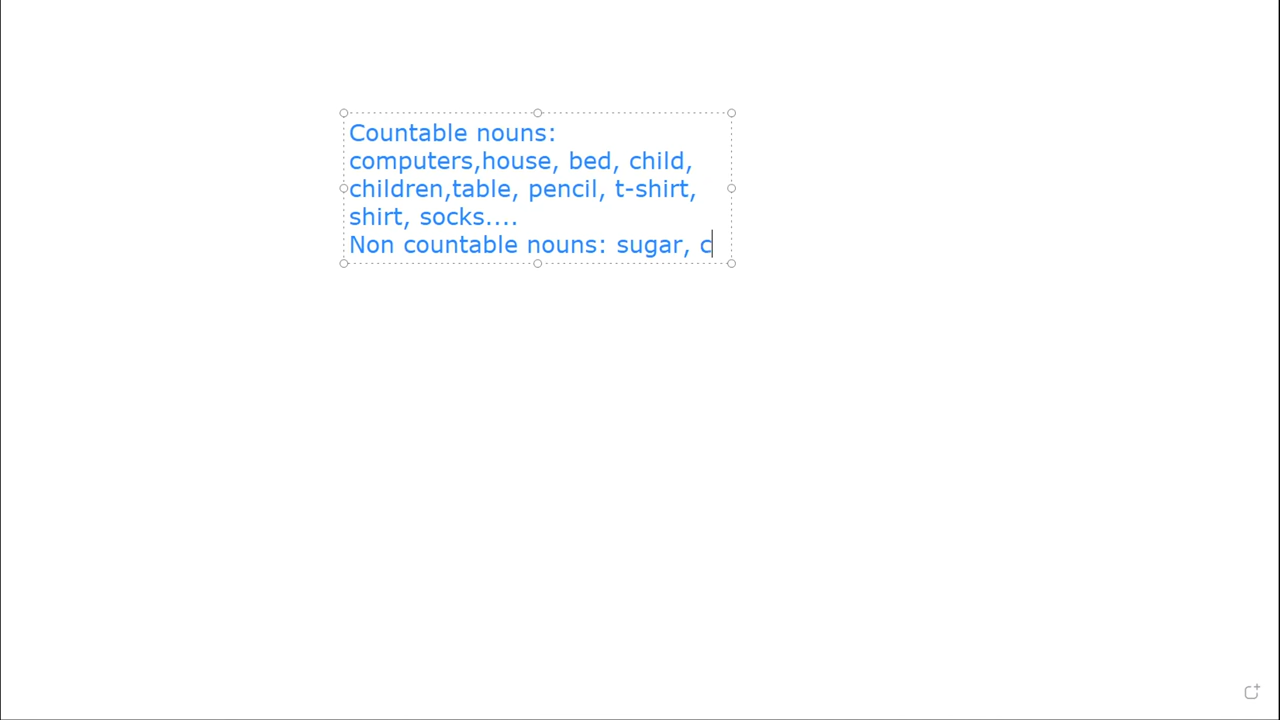 Countable nouns:
computers,house, bed, child,
children,table, pencil, t-shirt,
shirt, socks....
Non countable nouns: sugar, c